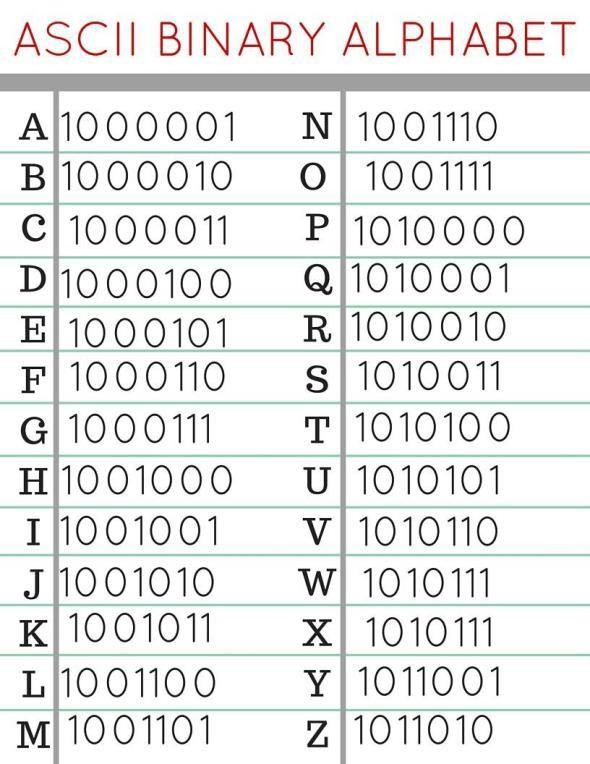 ASCII BINARY ALPHABET
A 1000001 N 1001110
B 1000010 O 1001111
C 1000011 P 1010000
D 1000100 Q 1010001
E 1000101 R 1010010
F 1000110 S 1010011
G 1000111 T 1010100
H 1001000 U 1010101
I 1001001 V 1010110
J 1001010 W 1010111
K 1001011 X 1010111
L 1001100 Y 1011001
M 1001101 Z 1011010